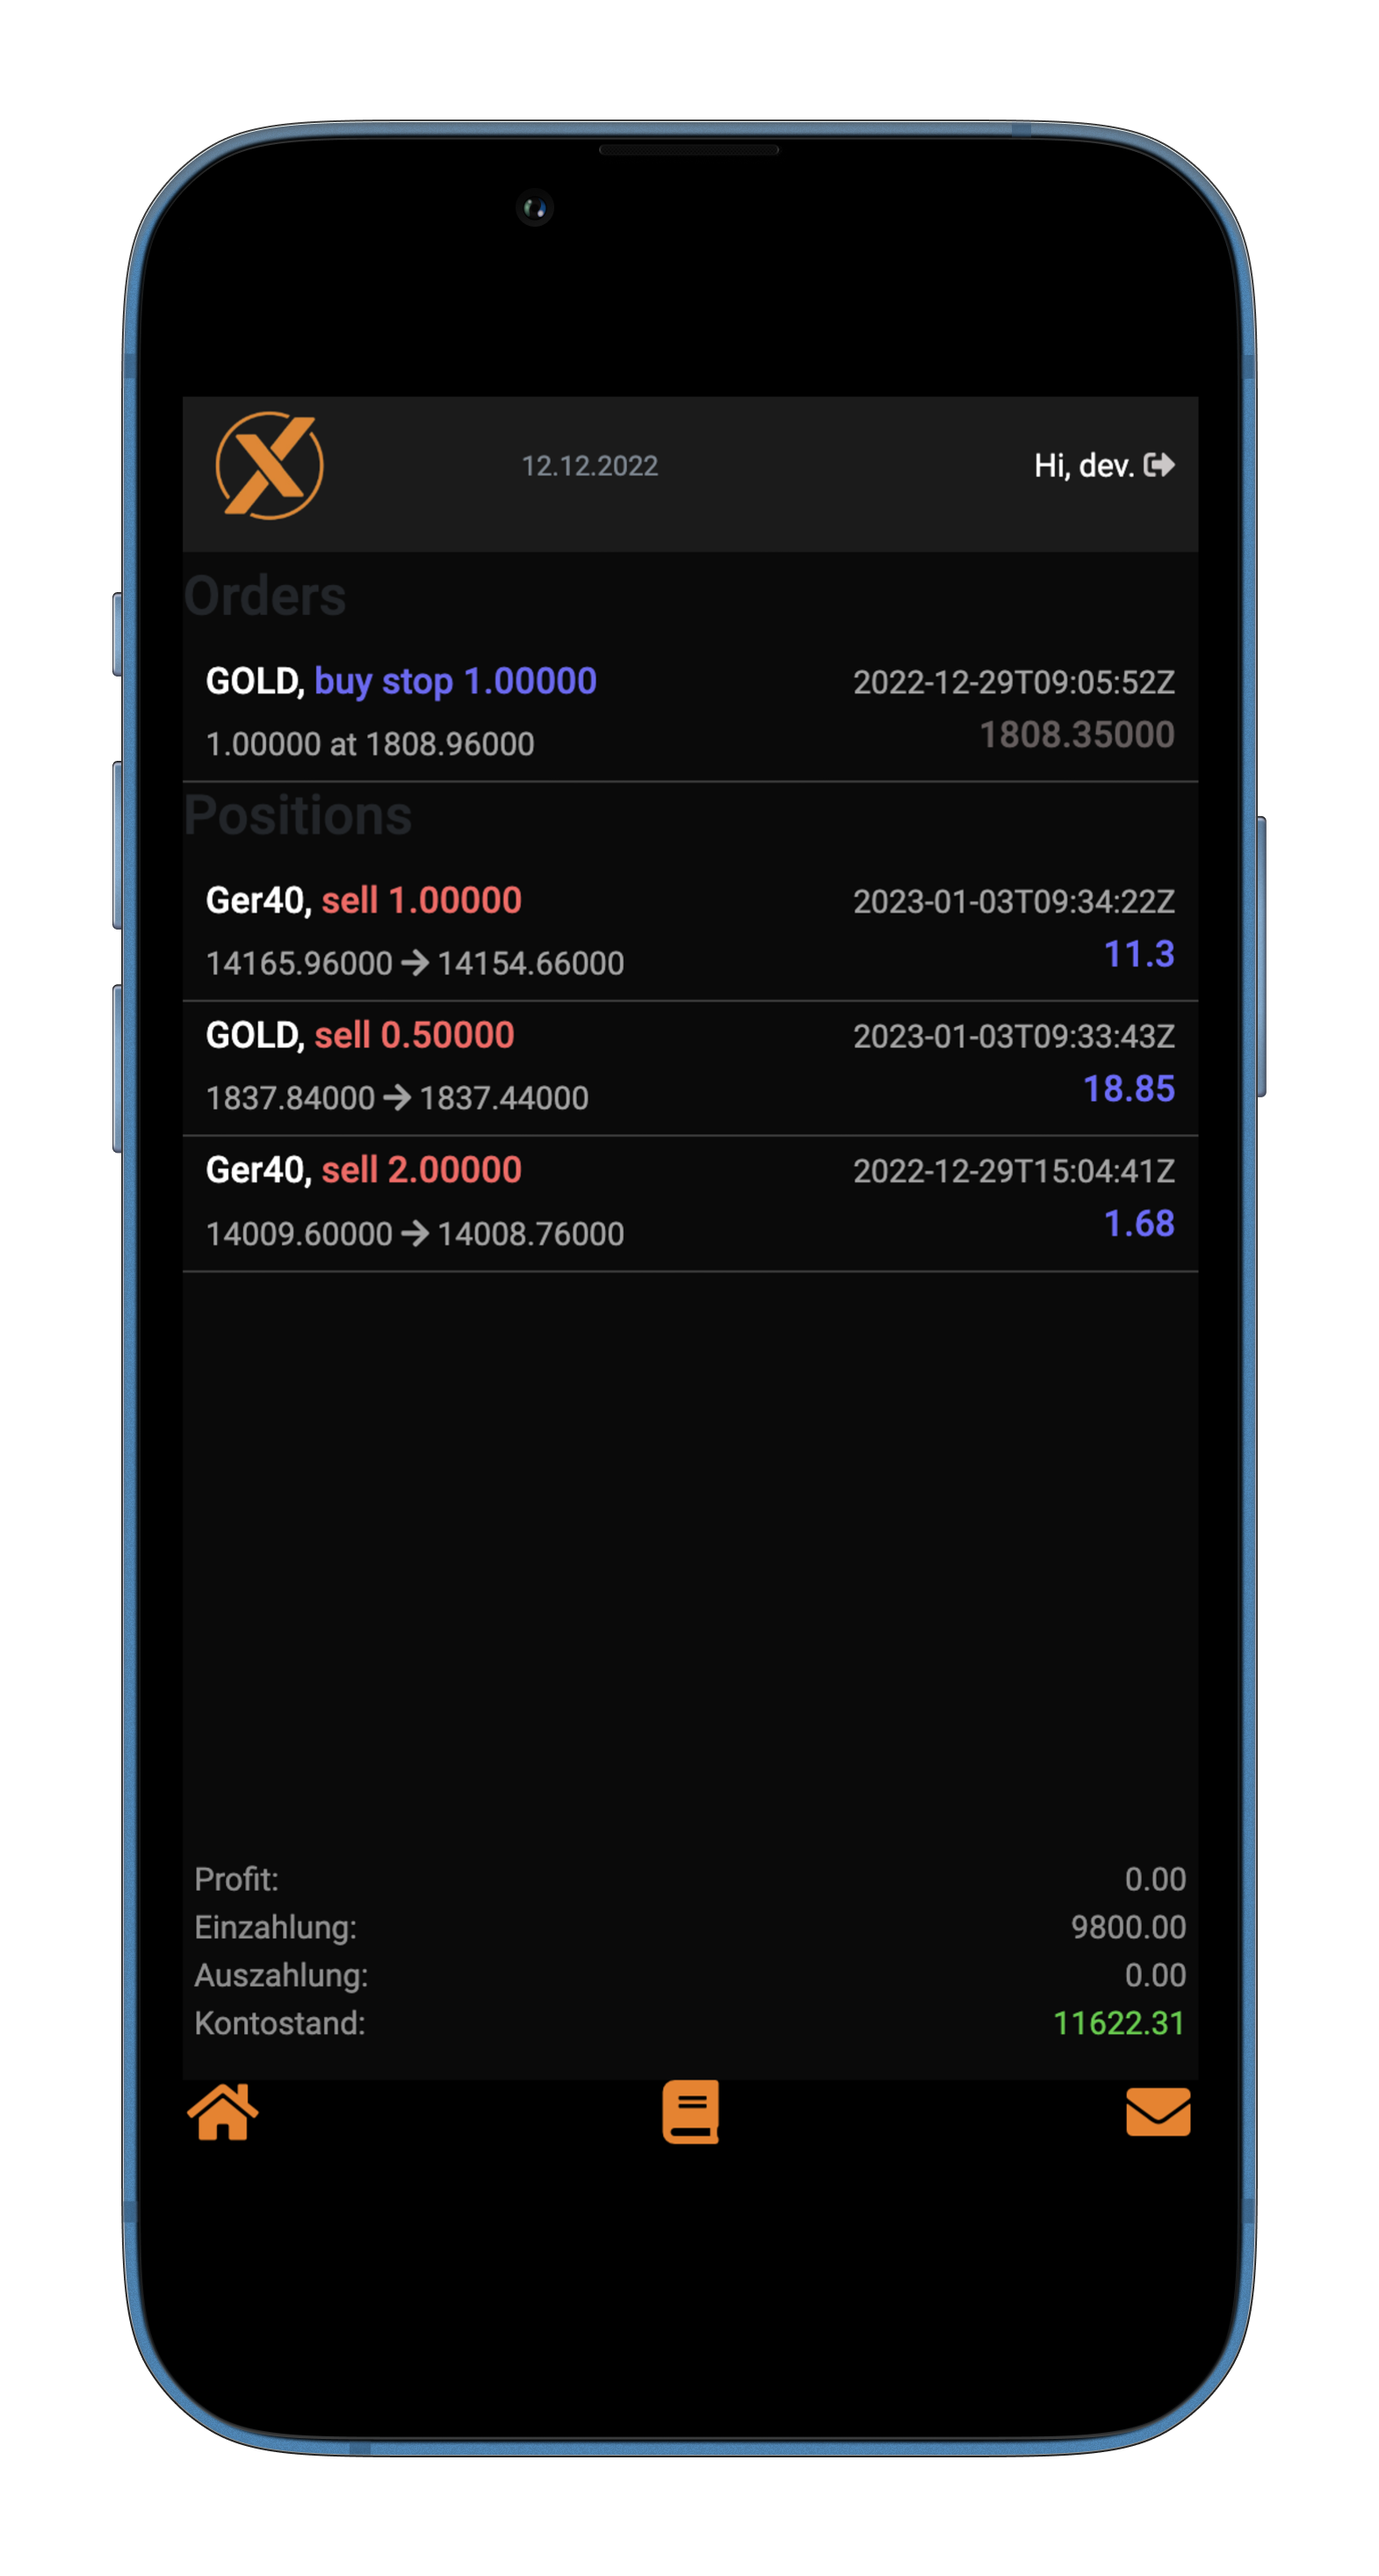 12.12.2022
Hi, dev.
Orders
GOLD, buy stop 1.00000
2022-12-29T09:05:52Z
1.00000 at 1808.96000
1808.35000
Positions
Ger40, sell 1.00000
2023-01-03T09:34:22Z
14165.96000 → 14154.66000
11.3
GOLD, sell 0.50000
2023-01-03T09:33:43Z
1837.84000 → 1837.44000
18.85
Ger40, sell 2.00000
2022-12-29T15:04:41Z
14009.60000 → 14008.76000
1.68
Profit: 0.00
Einzahlung: 9800.00
Auszahlung: 0.00
Kontostand: 11622.31